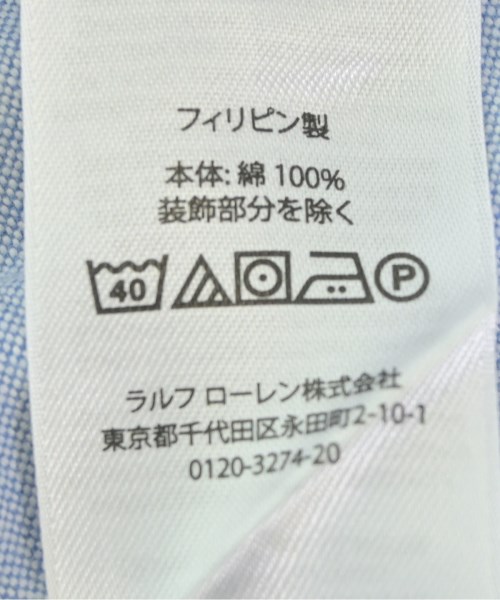 フィリピン製
本体: 綿 100%
装飾部分を除く
40 P
ラルフ ローレン株式会社
東京都千代田区永田町2-10-1
0120-3274-20